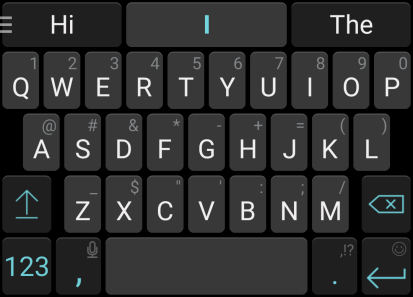 Hi I The
1 2 3 4 5 6 7 8 9 0
Q W E R T Y U I O P
@ # & * - + = ( )
A S D F G H J K L
_ $ " ' : ; /
Z X C V B N M
,!?
123 , .